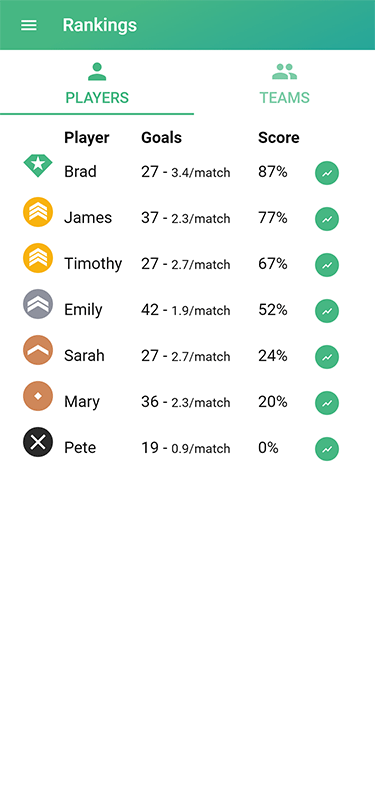 Rankings
PLAYERS TEAMS
Player Goals Score
Brad 27 - 3.4/match 87%
James 37 - 2.3/match 77%
Timothy 27 - 2.7/match 67%
Emily 42 - 1.9/match 52%
Sarah 27 - 2.7/match 24%
Mary 36 - 2.3/match 20%
Pete 19 - 0.9/match 0%